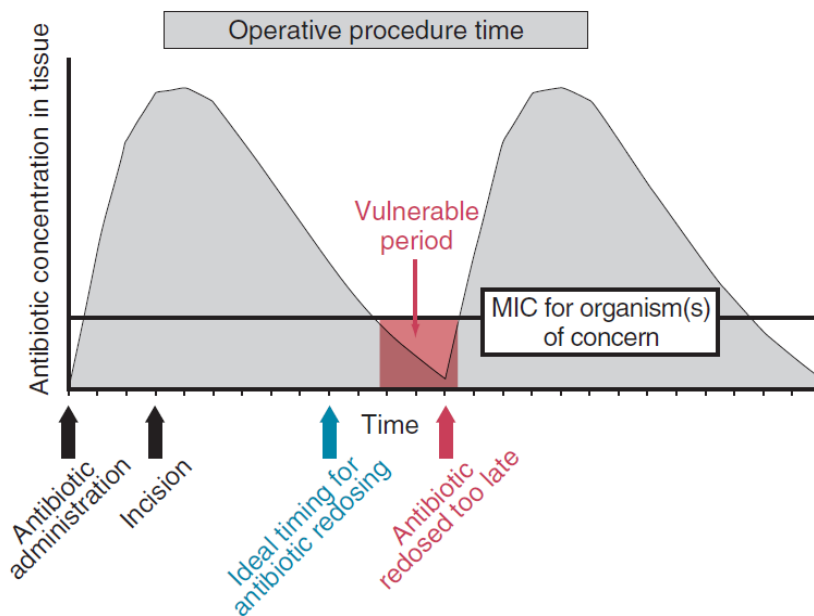 Operative procedure time
Antibiotic concentration in tissue
Vulnerable
period
MIC for organism(s)
of concern
Time
Antibiotic
administration
Incision
Ideal timing for
antibiotic redosing
Antibiotic
redosed too late